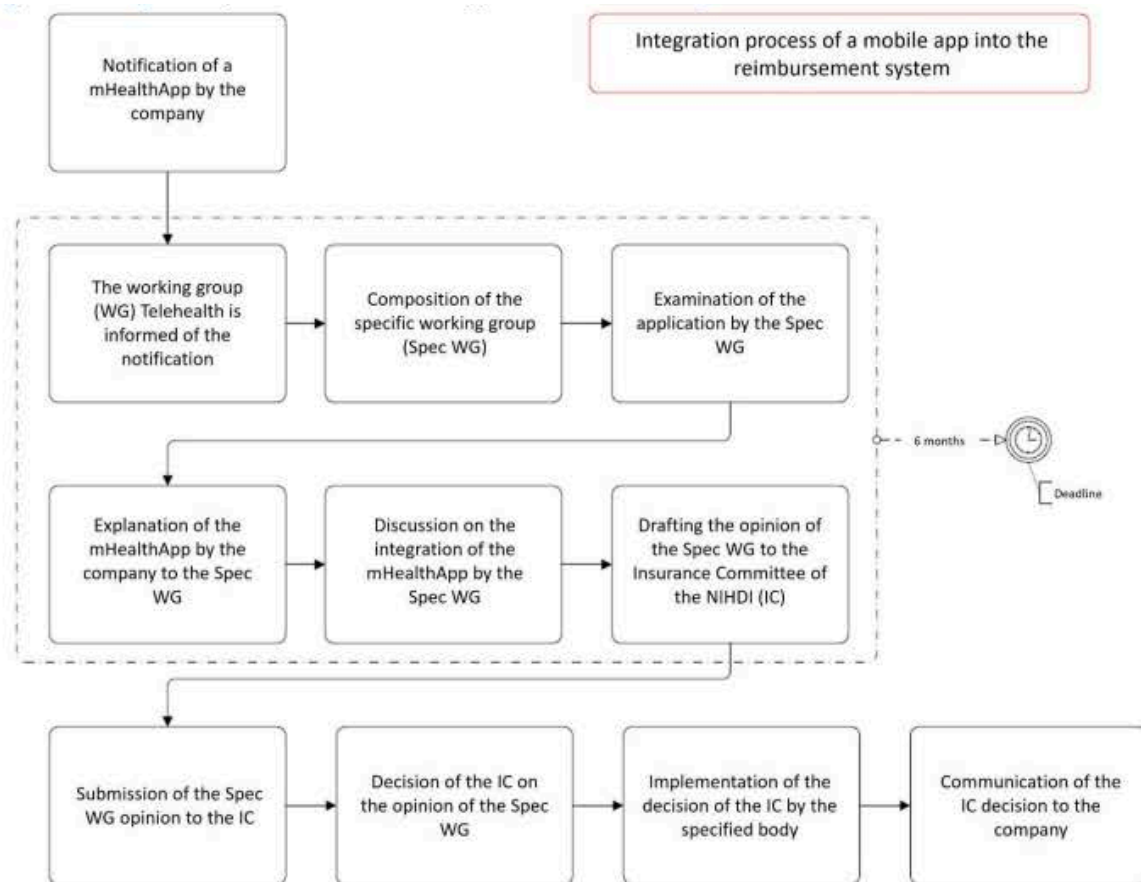 Notification of a
mHealthApp by the
company
Integration process of a mobile app into the
reimbursement system
The working group
(WG) Telehealth is
informed of the
notification
Composition of the
specific working group
(Spec WG)
Examination of the
application by the Spec
WG
6 months
Deadline
Explanation of the
mHealthApp by the
company to the Spec
WG
Discussion on the
integration of the
mHealthApp by the
Spec WG
Drafting the opinion of
the Spec WG to the
Insurance Committee of
the NIHDI (IC)
Submission of the Spec
WG opinion to the IC
Decision of the IC on
the opinion of the Spec
WG
Implementation of the
decision of the IC by the
specified body
Communication of the
IC decision to the
company